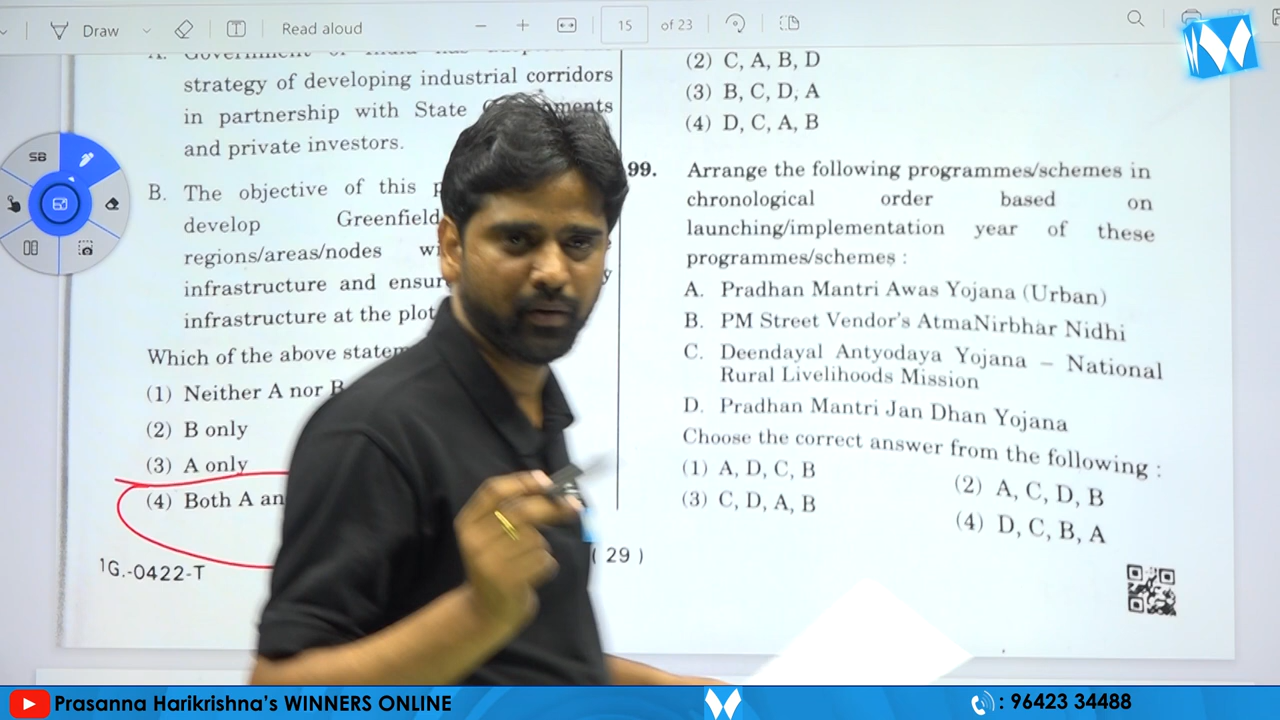 Draw
Read aloud
15 of 23
strategy of developing industrial corridors
in partnership with State
and private investors.
B. The objective of this
develop Greenfield
regions/areas/nodes
infrastructure and
infrastructure at the plot
Which of the above
(1) Neither A nor B
(2) B only
(3) A only
(4) Both A
1G.-0422-T
(2) C, A, B, D
(3) B, C, D, A
(4) D, C, A, B
99. Arrange the following programmes/schemes in
chronological order based on
launching/implementation year of these
programmes/schemes :
A. Pradhan Mantri Awas Yojana (Urban)
B. PM Street Vendor's AtmaNirbhar Nidhi
C. Deendayal Antyodaya Yojana – National
Rural Livelihoods Mission
D. Pradhan Mantri Jan Dhan Yojana
Choose the correct answer from the following :
(1) A, D, C, B (2) A, C, D, B
(3) C, D, A, B (4) D, C, B, A
( 29 )
SB
W
Prasanna Harikrishna's WINNERS ONLINE
W
: 96423 34488